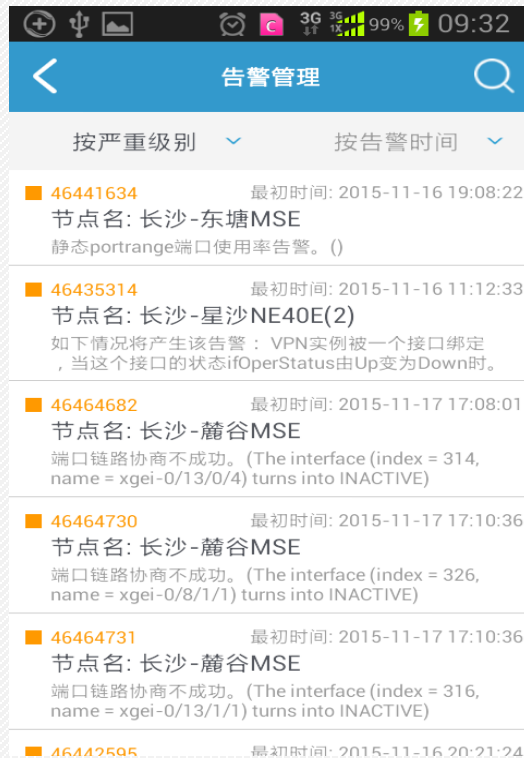 3G 3G 1X 99% 09:32
告警管理
按严重级别 按告警时间
46441634 最初时间: 2015-11-16 19:08:22
节点名: 长沙-东塘MSE
静态portrange端口使用率告警。()
46435314 最初时间: 2015-11-16 11:12:33
节点名: 长沙-星沙NE40E(2)
如下情况将产生该告警： VPN实例被一个接口绑定
，当这个接口的状态ifOperStatus由Up变为Down时。
46464682 最初时间: 2015-11-17 17:08:01
节点名: 长沙-麓谷MSE
端口链路协商不成功。(The interface (index = 314,
name = xgei-0/13/0/4) turns into INACTIVE)
46464730 最初时间: 2015-11-17 17:10:36
节点名: 长沙-麓谷MSE
端口链路协商不成功。(The interface (index = 326,
name = xgei-0/8/1/1) turns into INACTIVE)
46464731 最初时间: 2015-11-17 17:10:36
节点名: 长沙-麓谷MSE
端口链路协商不成功。(The interface (index = 316,
name = xgei-0/13/1/1) turns into INACTIVE)
46442595 最初时间: 2015-11-16 20:21:24